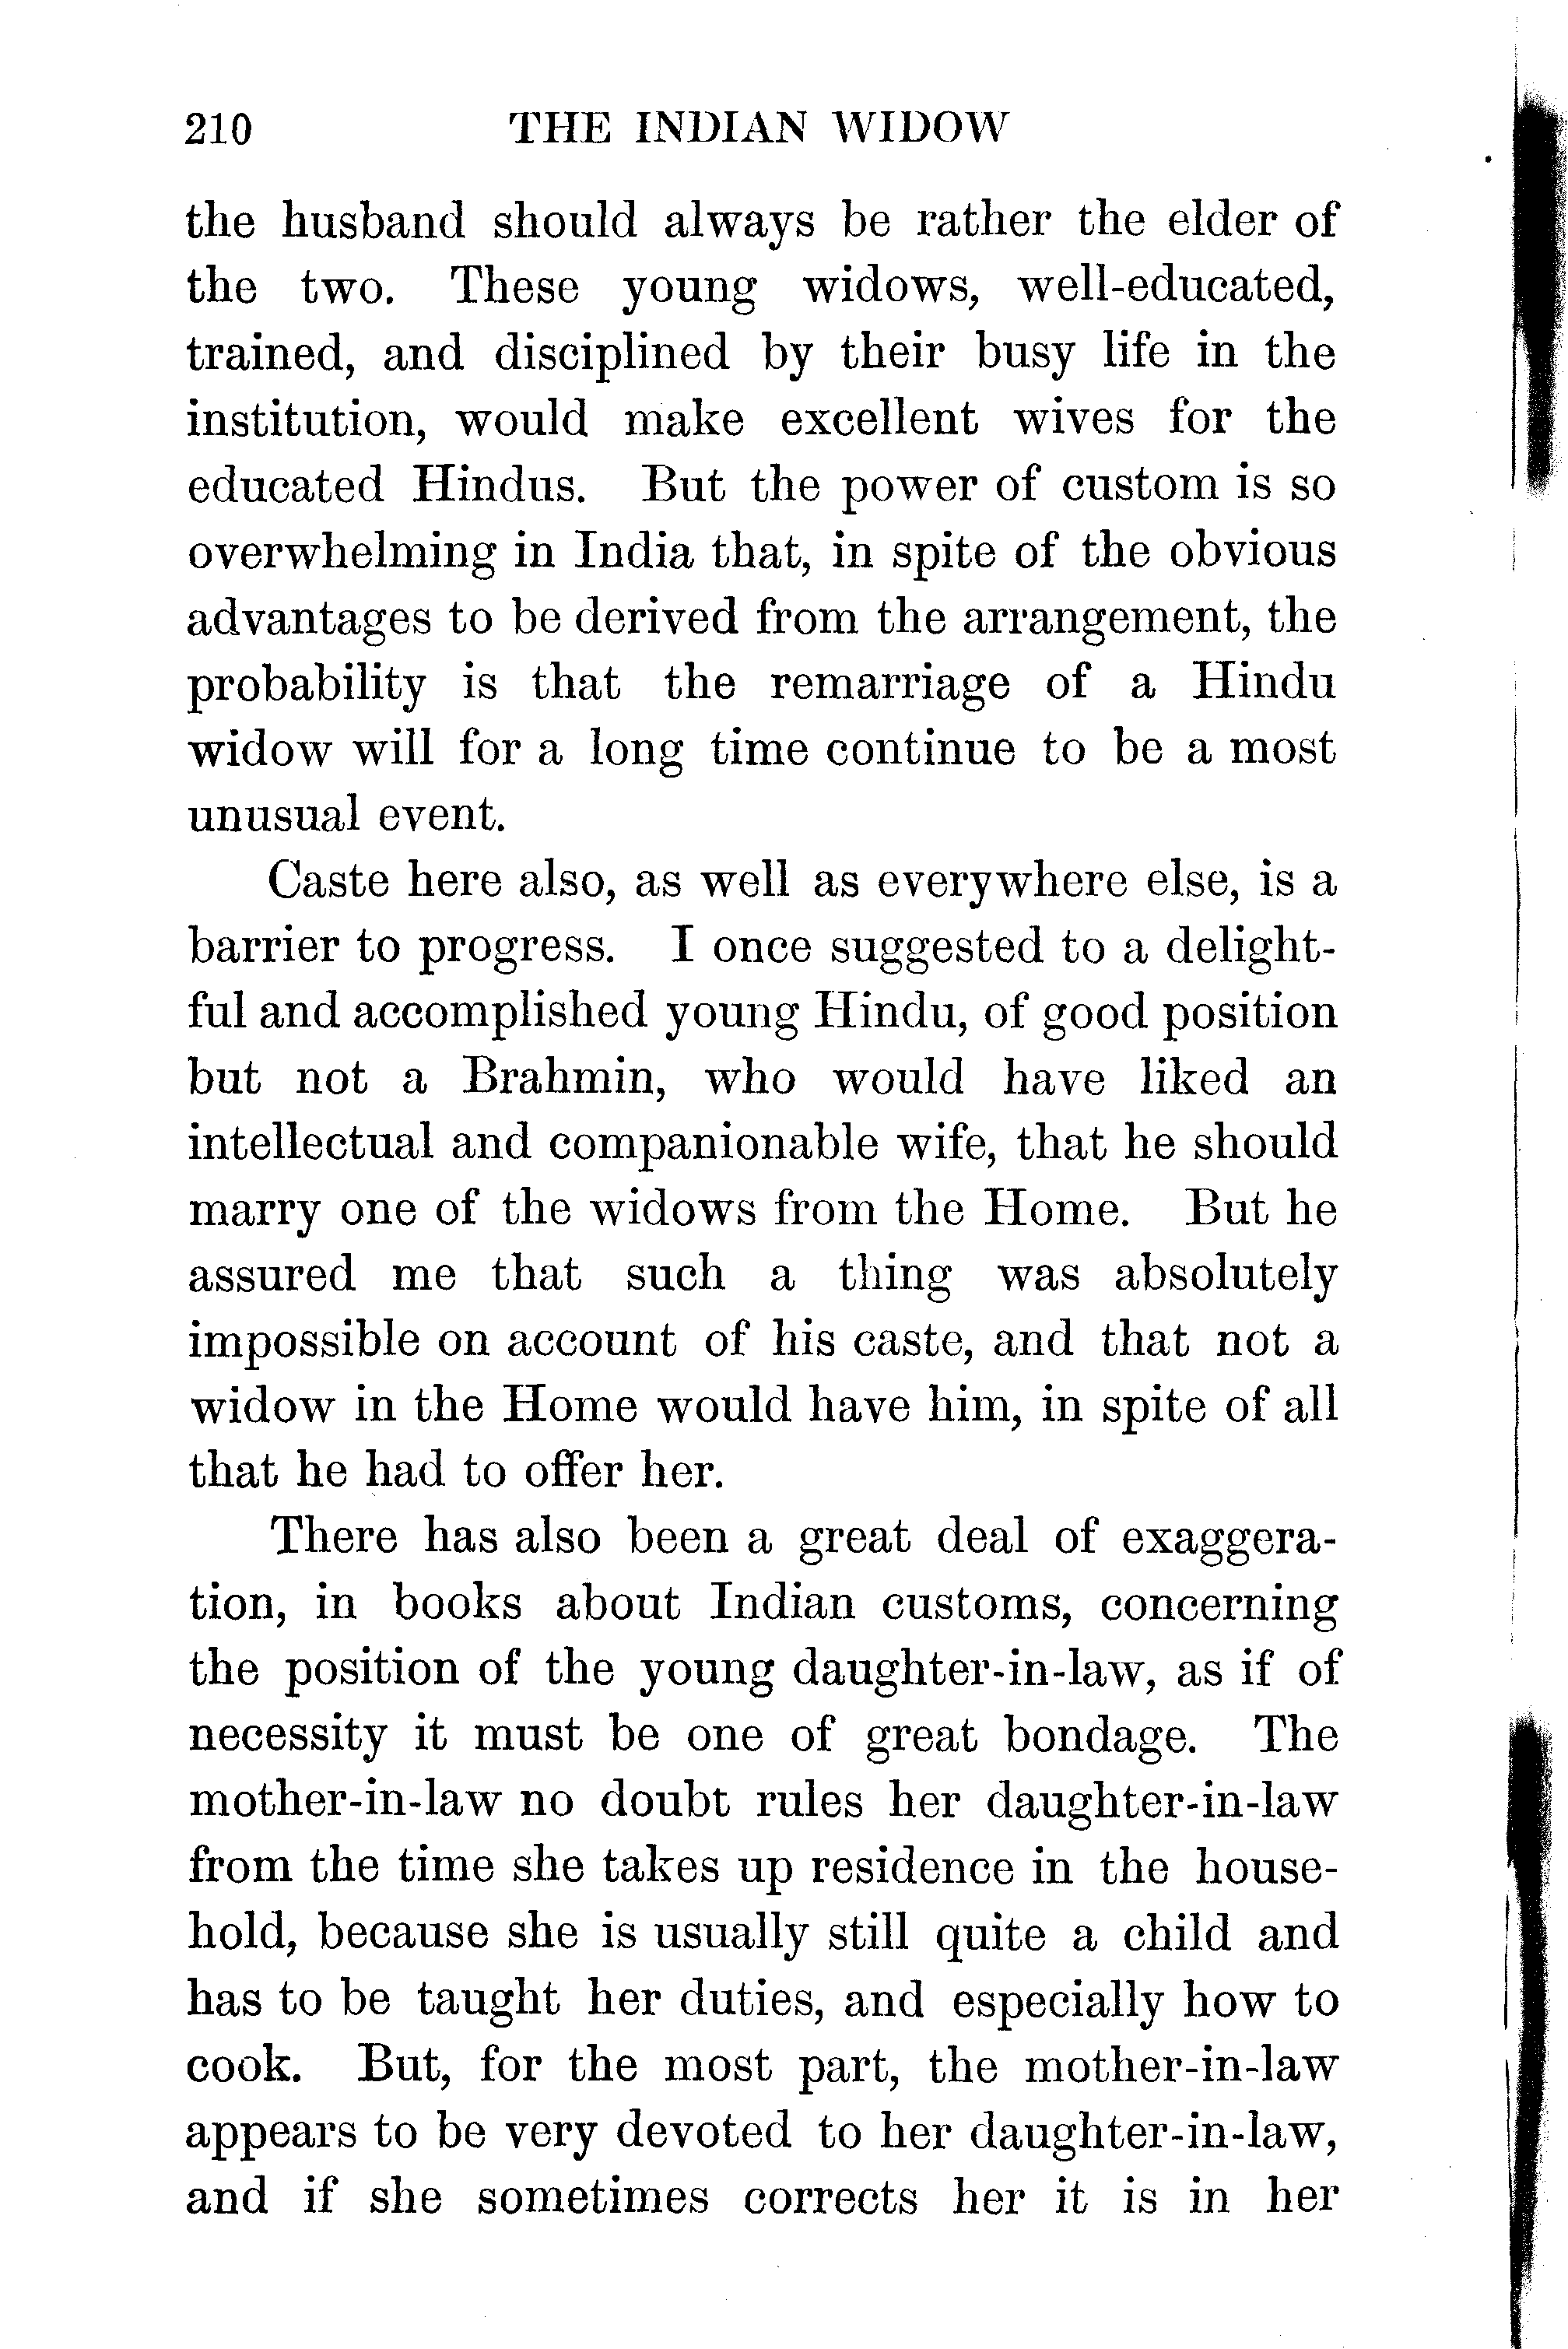 210 THE INDIAN WIDOW
the husband should always be rather the elder of
the two. These young widows, well-educated,
trained, and disciplined by their busy life in the
institution, would make excellent wives for the
educated Hindus. But the power of custom is so
overwhelming in India that, in spite of the obvious
advantages to be derived from the arrangement, the
probability is that the remarriage of a Hindu
widow will for a long time continue to be a most
unusual event.
Caste here also, as well as everywhere else, is a
barrier to progress. I once suggested to a delight-
ful and accomplished young Hindu, of good position
but not a Brahmin, who would have liked an
intellectual and companionable wife, that he should
marry one of the widows from the Home. But he
assured me that such a thing was absolutely
impossible on account of his caste, and that not a
widow in the Home would have him, in spite of all
that he had to offer her.
There has also been a great deal of exaggera-
tion, in books about Indian customs, concerning
the position of the young daughter-in-law, as if of
necessity it must be one of great bondage. The
mother-in-law no doubt rules her daughter-in-law
from the time she takes up residence in the house-
hold, because she is usually still quite a child and
has to be taught her duties, and especially how to
cook. But, for the most part, the mother-in-law
appears to be very devoted to her daughter-in-law,
and if she sometimes corrects her it is in her